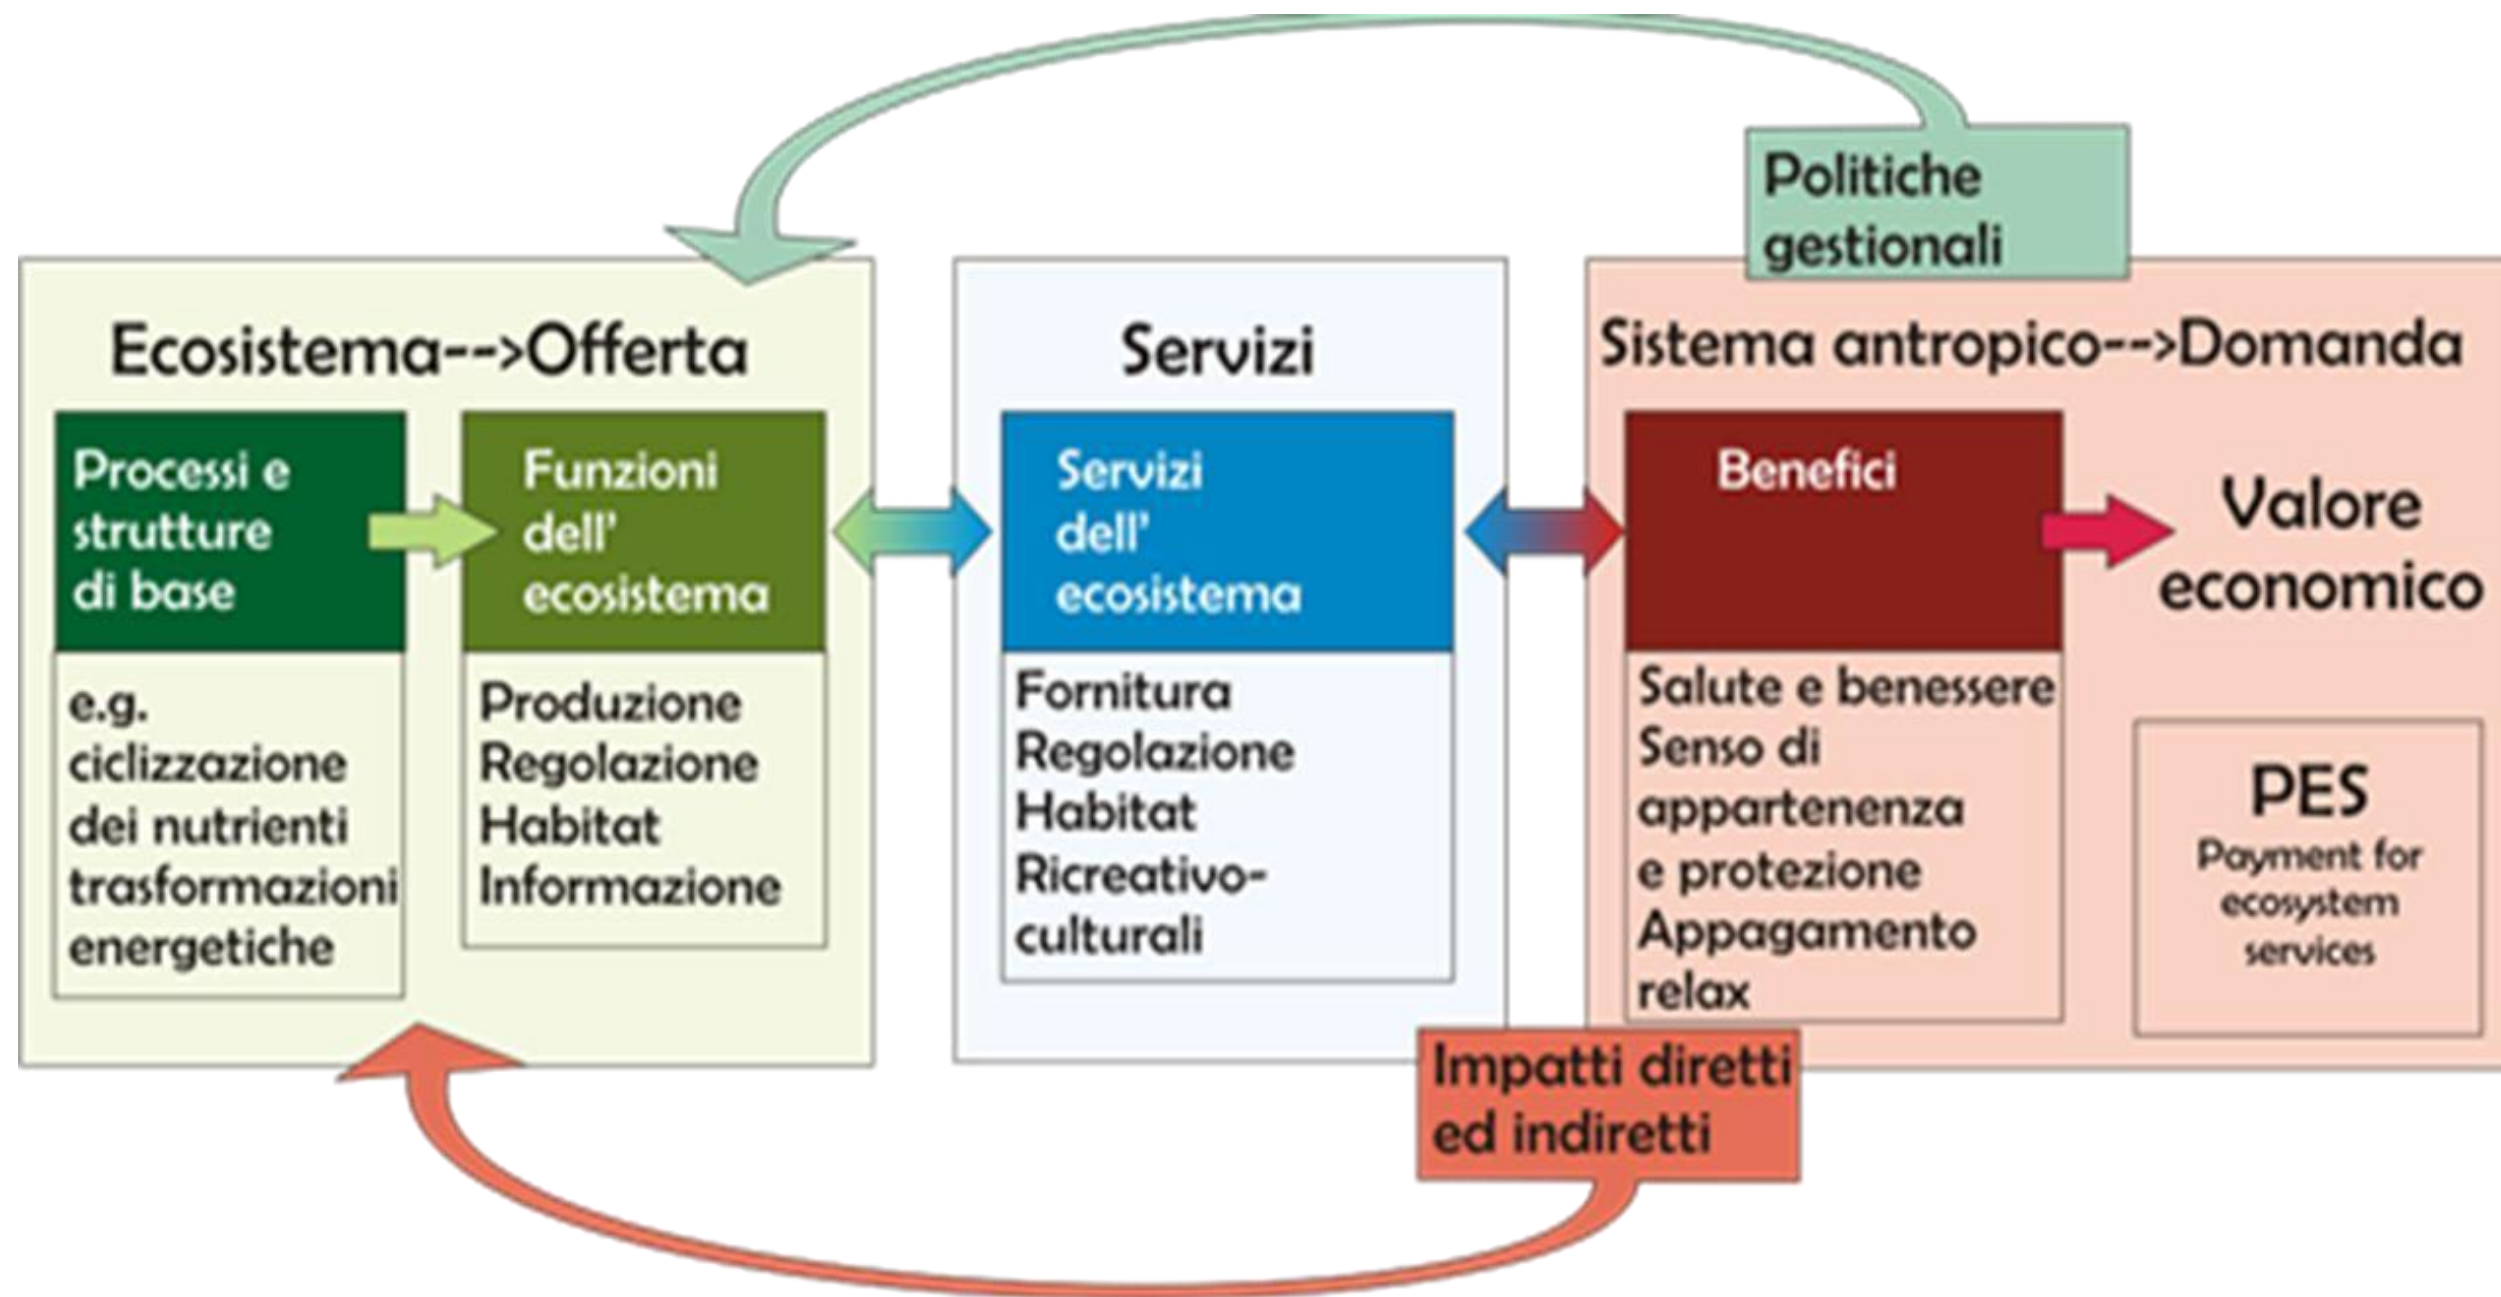 Politiche
gestionali
Ecosistema-->Offerta
Processi e
strutture
di base
e.g.
ciclizzazione
dei nutrienti
trasformazioni
energetiche
Funzioni
dell'
ecosistema
Produzione
Regolazione
Habitat
Informazione
Servizi
Servizi
dell'
ecosistema
Fornitura
Regolazione
Habitat
Ricreativo-
culturali
Sistema antropico-->Domanda
Benefici
Salute e benessere
Senso di
appartenenza
e protezione
Appagamento
relax
Valore
economico
PES
Payment for
ecosystem
services
Impatti diretti
ed indiretti